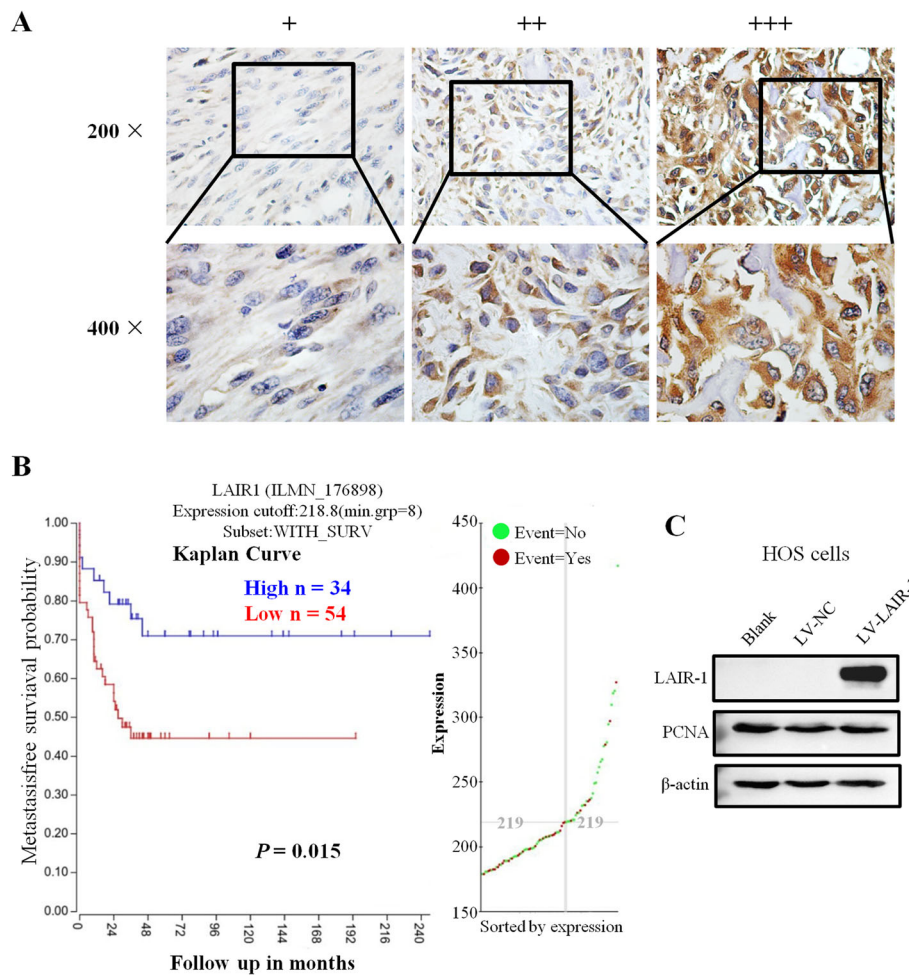 A
+
++
+++
200 ×
400 ×
B
LAIR1 (ILMN_176898)
Expression cutoff:218.8(min.grp=8)
Subset:WITH_SURV
Kaplan Curve
High n = 34
Low n = 54
P = 0.015
Metastasisfree surviaval probability
1.00
0.90
0.80
0.70
0.60
0.50
0.40
0.30
0.20
0.10
0.00
0
24
48
72
96
120
144
168
192
216
240
Follow up in months
Event=No
Event=Yes
Expression
450
400
350
300
250
200
150
219
219
Sorted by expression
C
HOS cells
Blank
LV-NC
LAIR-1
PCNA
β-actin